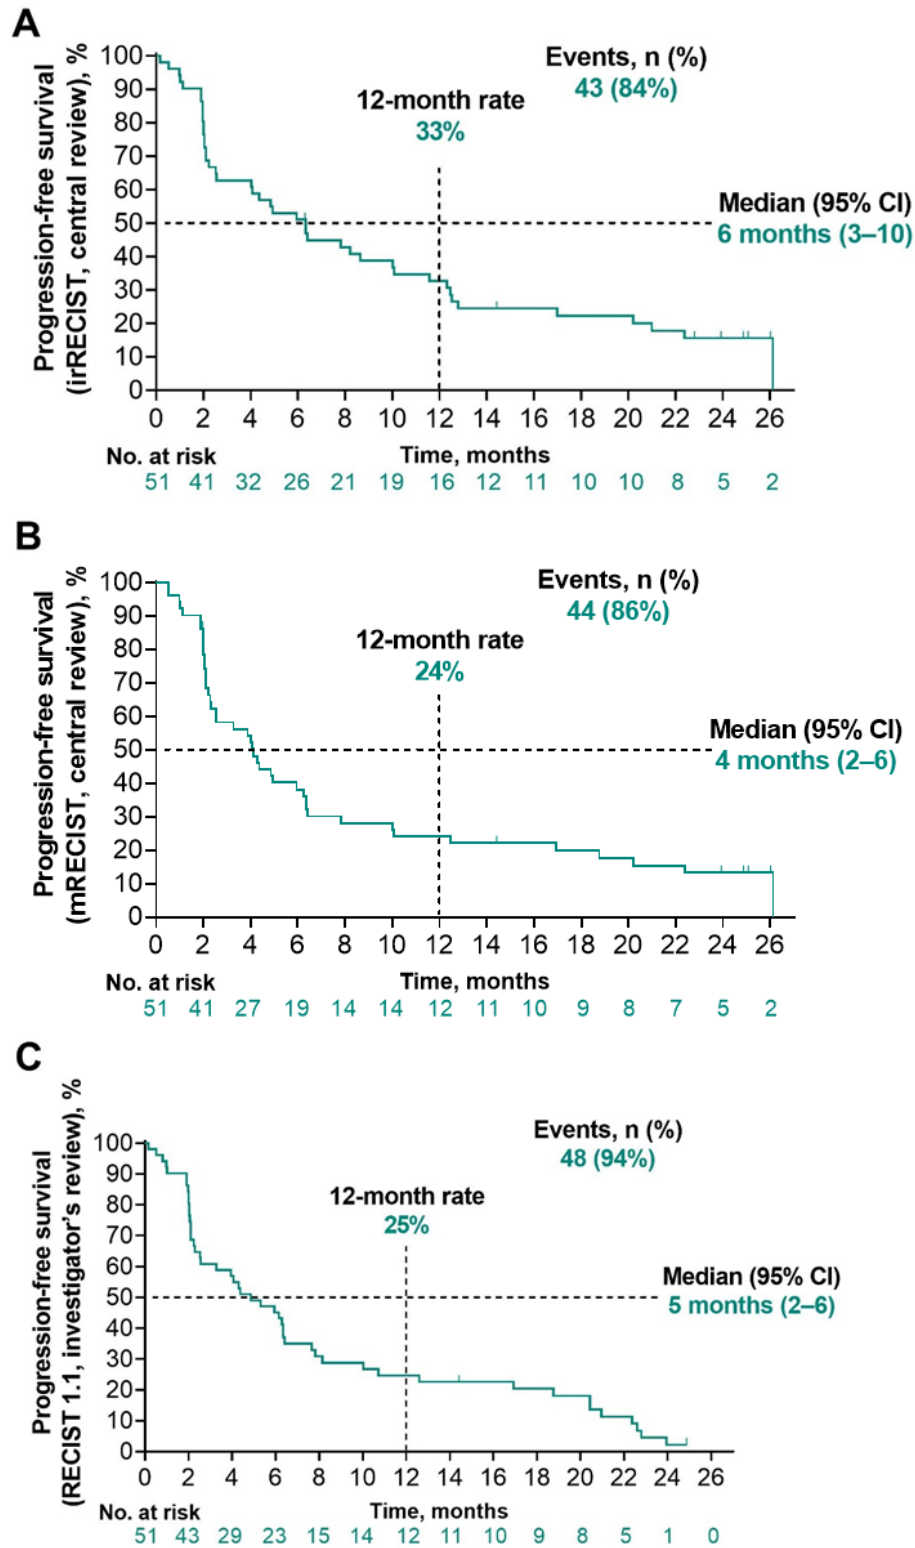 A
Progression-free survival
(irRECIST, central review), %
100
90
80
70
60
50
40
30
20
10
0
Events, n (%)
43 (84%)
12-month rate
33%
Median (95% CI)
6 months (3–10)
0 2 4 6 8 10 12 14 16 18 20 22 24 26
Time, months
No. at risk
51 41 32 26 21 19 16 12 11 10 10 8 5 2
B
Progression-free survival
(mRECIST, central review), %
100
90
80
70
60
50
40
30
20
10
0
Events, n (%)
44 (86%)
12-month rate
24%
Median (95% CI)
4 months (2–6)
0 2 4 6 8 10 12 14 16 18 20 22 24 26
Time, months
No. at risk
51 41 27 19 14 14 12 11 10 9 8 7 5 2
C
Progression-free survival
(RECIST 1.1, investigator's review), %
100
90
80
70
60
50
40
30
20
10
0
Events, n (%)
48 (94%)
12-month rate
25%
Median (95% CI)
5 months (2–6)
0 2 4 6 8 10 12 14 16 18 20 22 24 26
Time, months
No. at risk
51 43 29 23 15 14 12 11 10 9 8 5 1 0